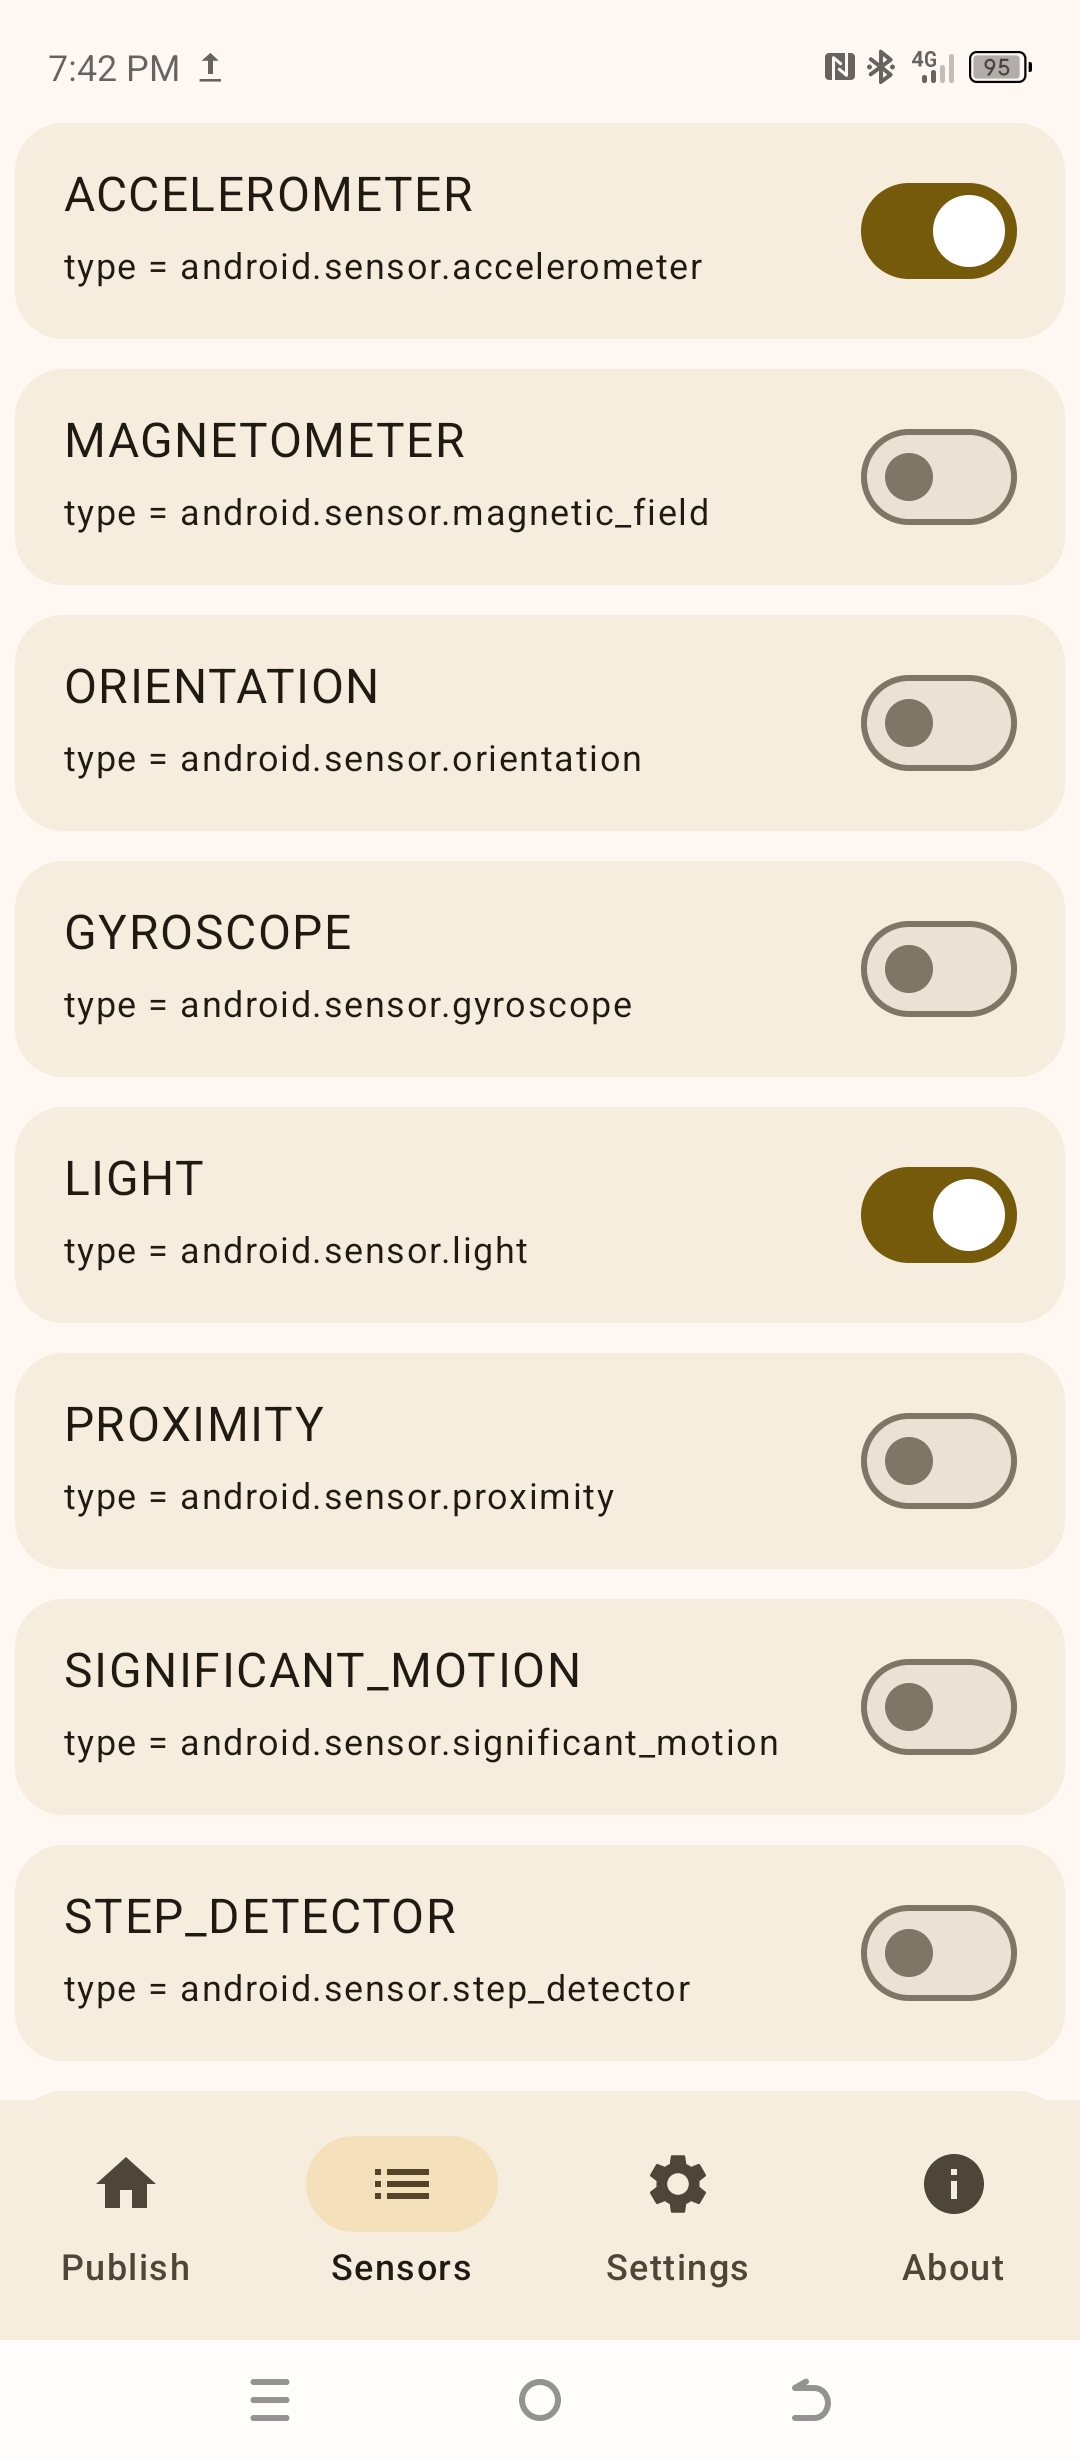 7:42 PM
4G
95
ACCELEROMETER
type = android.sensor.accelerometer
MAGNETOMETER
type = android.sensor.magnetic_field
ORIENTATION
type = android.sensor.orientation
GYROSCOPE
type = android.sensor.gyroscope
LIGHT
type = android.sensor.light
PROXIMITY
type = android.sensor.proximity
SIGNIFICANT_MOTION
type = android.sensor.significant_motion
STEP_DETECTOR
type = android.sensor.step_detector
Publish
Sensors
Settings
About